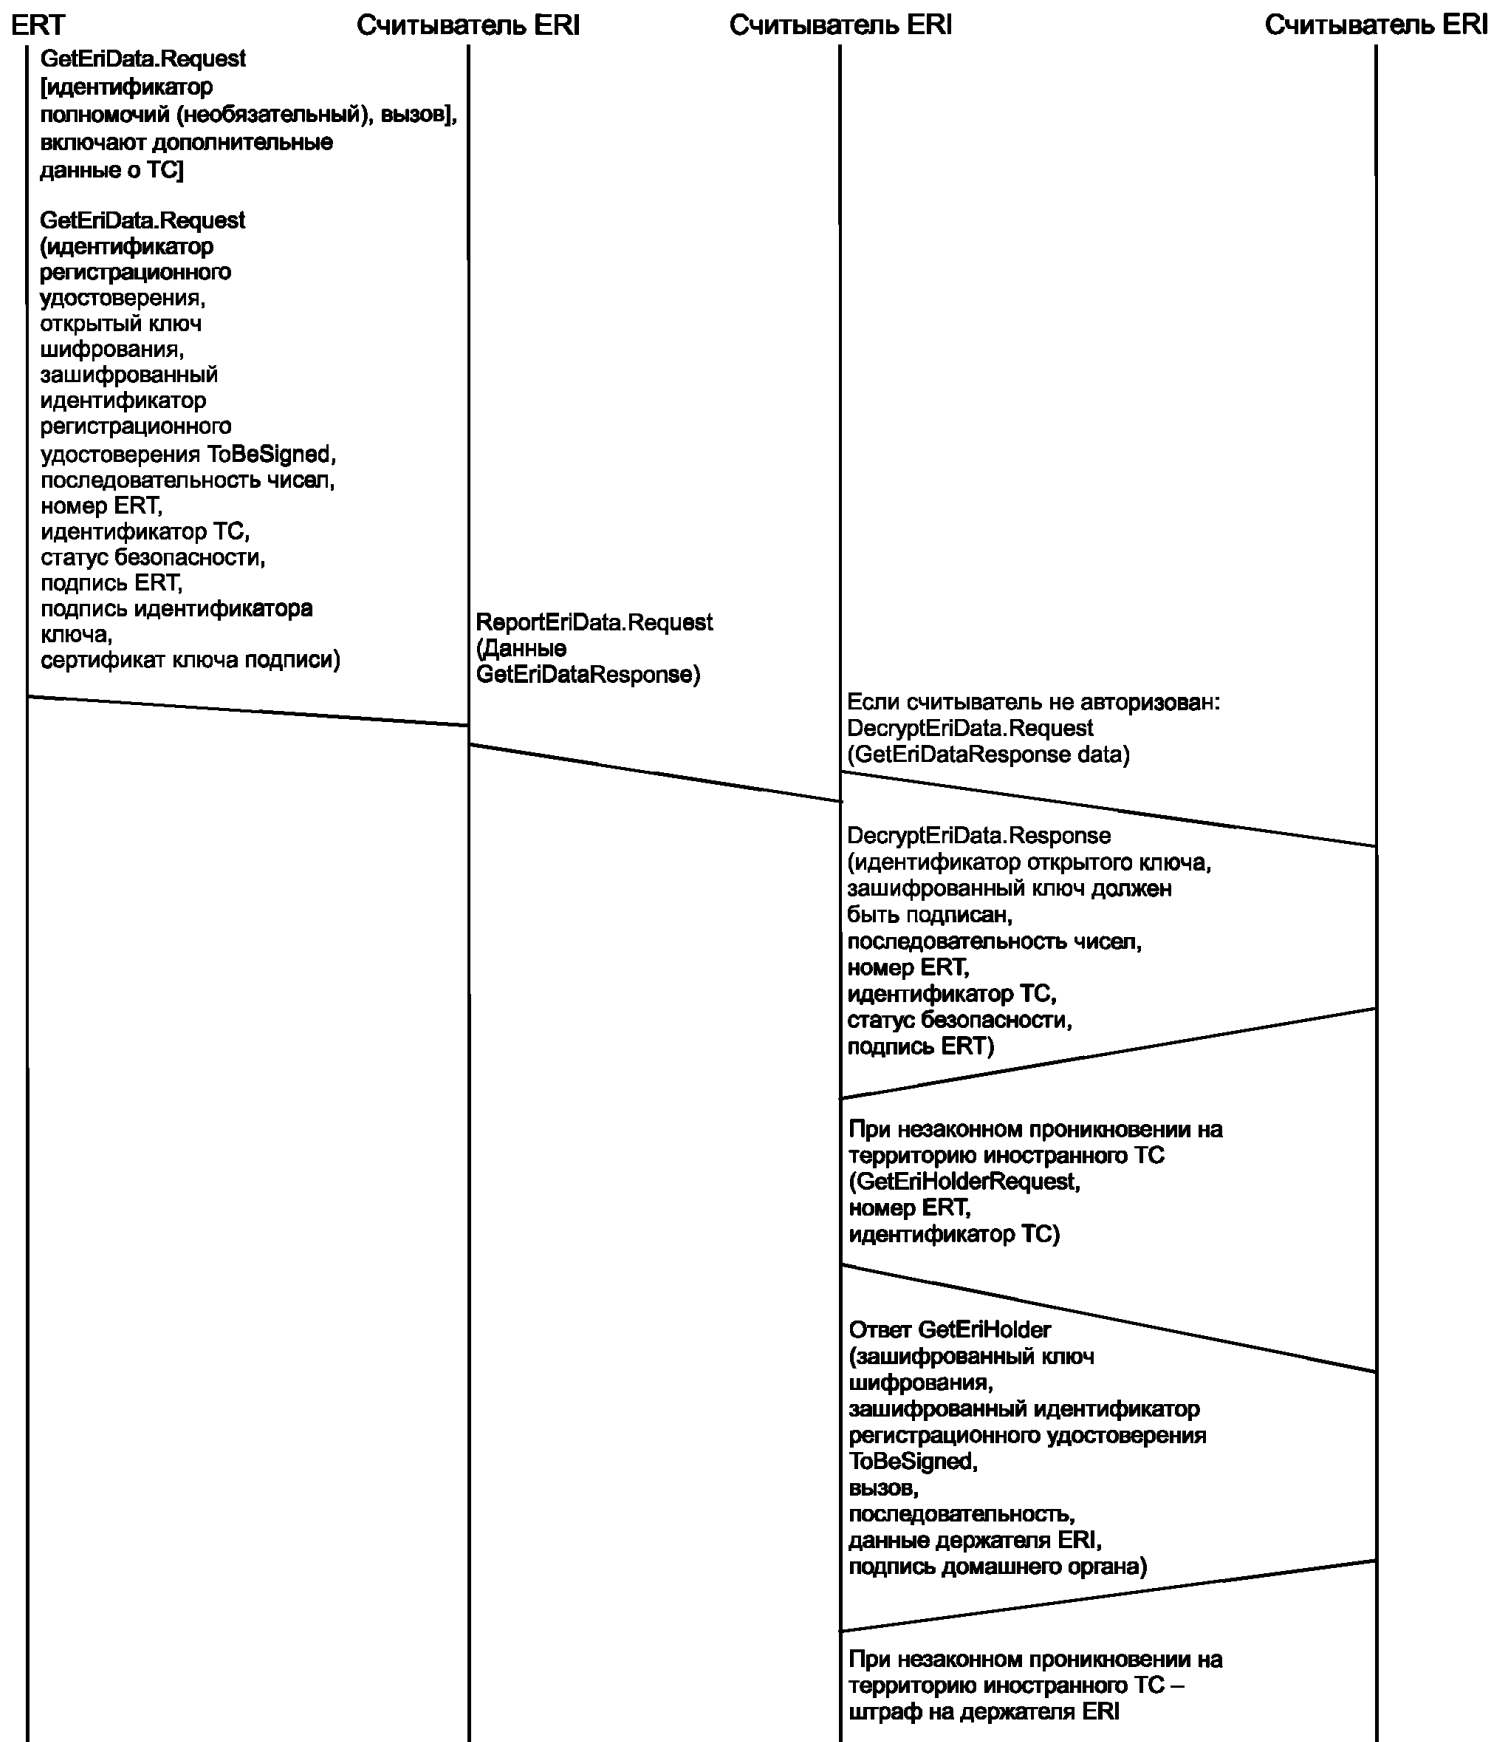 ERT
Считыватель ERI
Считыватель ERI
Считыватель ERI
GetEriData.Request
[идентификатор
полномочий (необязательный), вызов],
включают дополнительные
данные о ТС]
GetEriData.Request
(идентификатор
регистрационного
удостоверения,
открытый ключ
шифрования,
зашифрованный
идентификатор
регистрационного
удостоверения ToBeSigned,
последовательность чисел,
номер ERT,
идентификатор ТС,
статус безопасности,
подпись ERT,
подпись идентификатора
ключа,
сертификат ключа подписи)
ReportEriData.Request
(Данные
GetEriDataResponse)
Если считыватель не авторизован:
DecryptEriData.Request
(GetEriDataResponse data)
DecryptEriData.Response
(идентификатор открытого ключа,
зашифрованный ключ должен
быть подписан,
последовательность чисел,
номер ERT,
идентификатор ТС,
статус безопасности,
подпись ERT)
При незаконном проникновении на
территорию иностранного ТС
(GetEriHolderRequest,
номер ERT,
идентификатор ТС)
Ответ GetEriHolder
(зашифрованный ключ
шифрования,
зашифрованный идентификатор
регистрационного удостоверения
ToBeSigned,
вызов,
последовательность,
данные держателя ERI,
подпись домашнего органа)
При незаконном проникновении на
территорию иностранного ТС –
штраф на держателя ERI